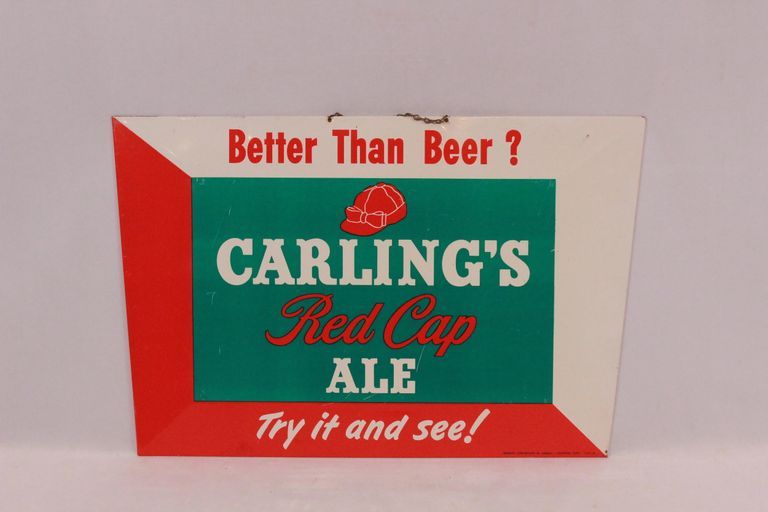 Better Than Beer ?
CARLING'S
Red Cap
ALE
Try it and see!